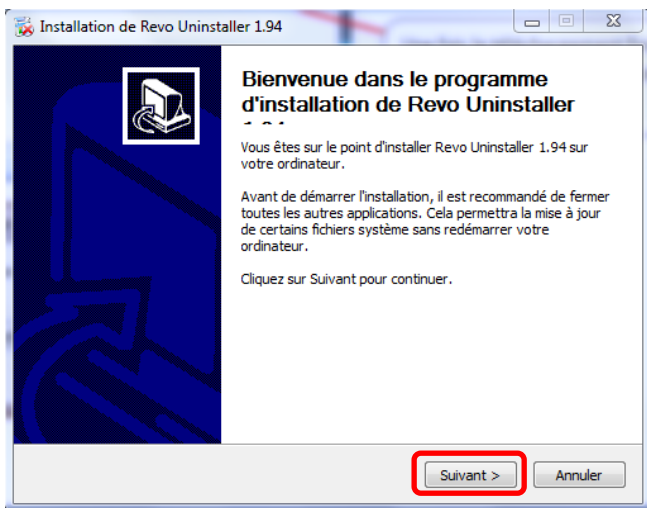 Installation de Revo Uninstaller 1.94
Bienvenue dans le programme
d'installation de Revo Uninstaller
Vous êtes sur le point d'installer Revo Uninstaller 1.94 sur
votre ordinateur.
Avant de démarrer l'installation, il est recommandé de fermer
toutes les autres applications. Cela permettra la mise à jour
de certains fichiers système sans redémarrer votre
ordinateur.
Cliquez sur Suivant pour continuer.
Suivant >
Annuler